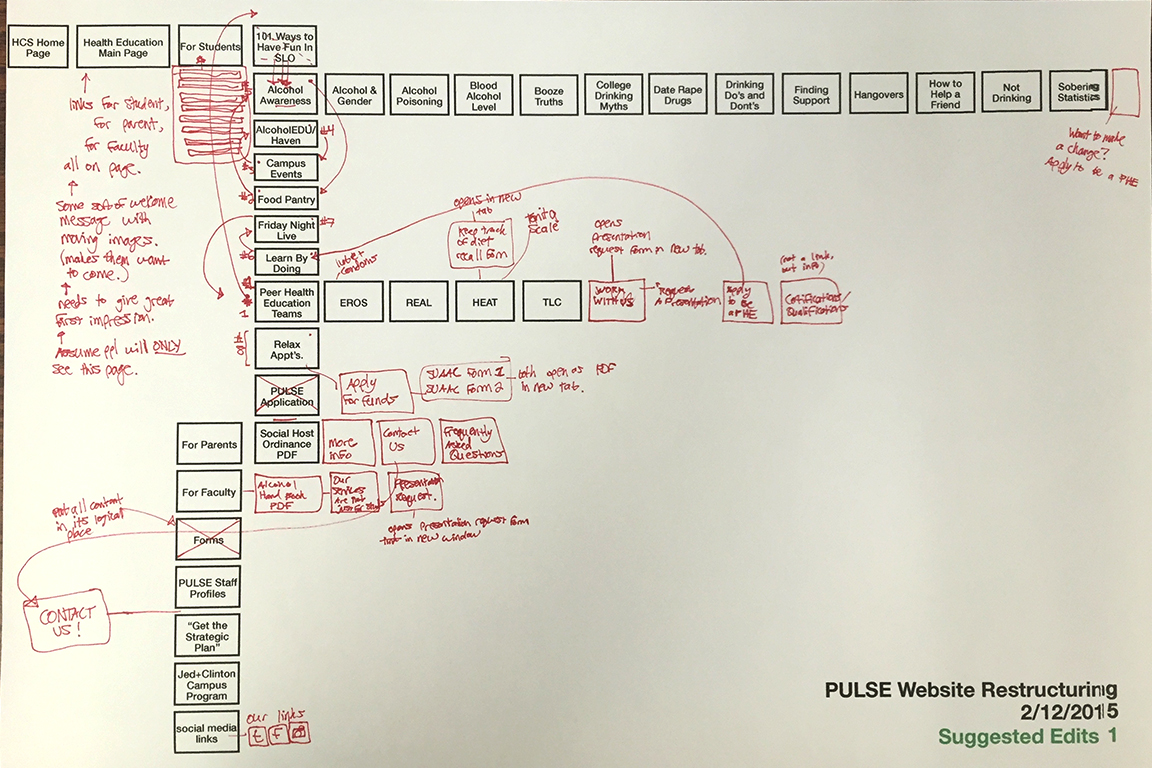 HCS Home
Page
Health Education
Main Page
For Students
101 Ways to
Have Fun In
SLO
Alcohol
Awareness
Alcohol &
Gender
Alcohol
Poisoning
Blood
Alcohol
Level
Booze
Truths
College
Drinking
Myths
Date Rape
Drugs
Drinking
Do's and
Dont's
Finding
Support
Hangovers
How to
Help a
Friend
Not
Drinking
Sobering
Statistics
Want to make
a change?
Apply to be a PHE
links for student,
for parent,
for faculty
all on page.
some sort of welcome
message with
moving images.
(makes them want
to come.)
needs to give great
first impression.
Assume ppl will ONLY
see this page.
AlcoholEDU/
Haven
#4
Campus
Events
Food Pantry
Friday Night
Live
#7
Learn By
Doing
Peer Health
Education
Teams
1
EROS
REAL
HEAT
TLC
lube +
condoms
opens in new
tab
keep track
of diet
recall form
scale
opens
presentation
request form in new tab.
WORK
WITH US
Request
A Presentation
Apply
to be
a PHE
(not a link,
but info)
Certifications/
Qualifications
Relax
Appt's.
#8
PULSE
Application
Apply
For Funds
SUAAC Form 1
SUAAC Form 2
both open as PDF
in new tab.
For Parents
Social Host
Ordinance
PDF
more
info
Contact
US
Frequently
Asked
Questions
For Faculty
Alcohol
Hand Book
PDF
Our
Services
Are not
Presentation
Request.
opens presentation request form
in new window
put all content
in its logical
place
Forms
PULSE Staff
Profiles
CONTACT
US!
“Get the
Strategic
Plan”
Jed+Clinton
Campus
Program
social media
links
our links
t
f
PULSE Website Restructuring
2/12/2015
Suggested Edits 1